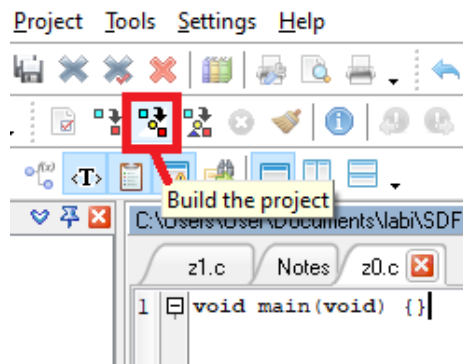 Project Tools Settings Help
f(x)
<T>
Build the project
C:\Users\User\Documents\labi\SDF
z1.c Notes z0.c
1 void main(void) {}